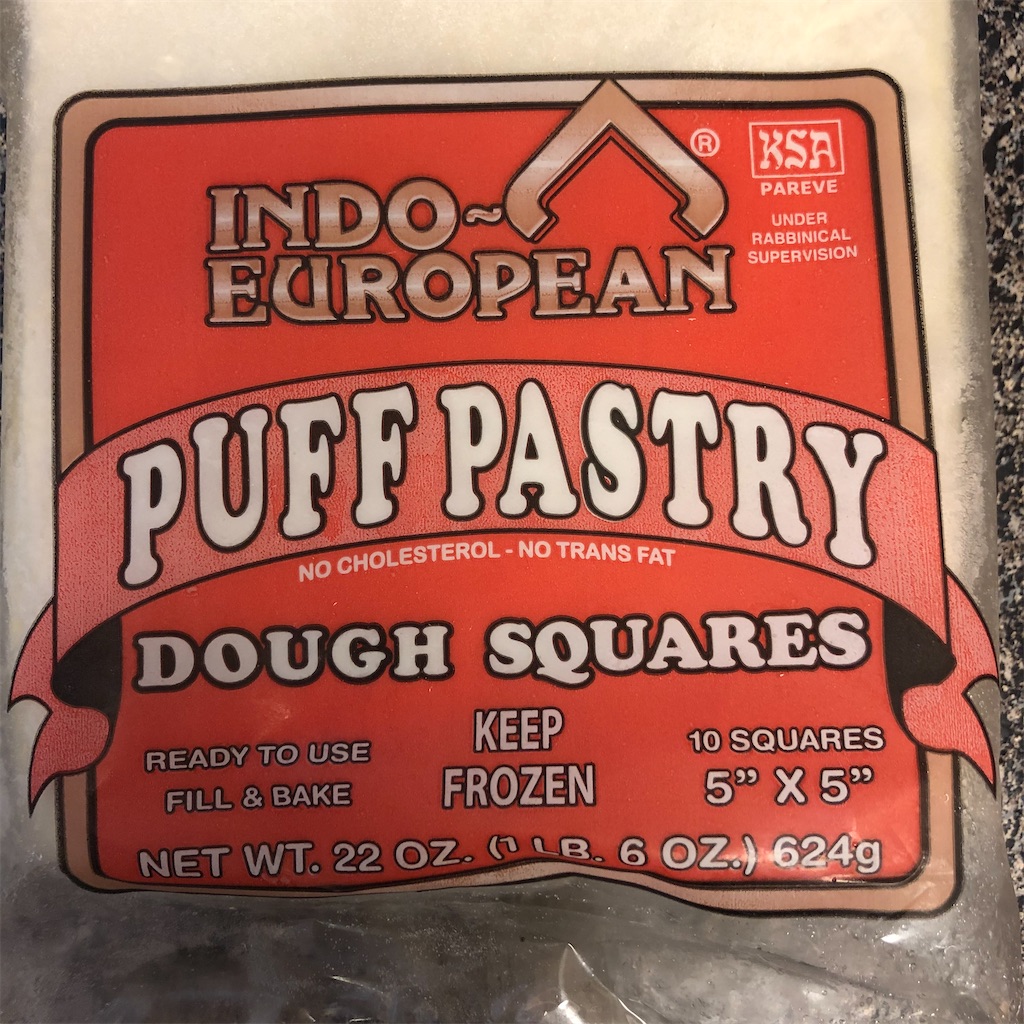 INDO~
EUROPEAN
®
KSA
PAREVE
UNDER
RABBINICAL
SUPERVISION
PUFF PASTRY
NO CHOLESTEROL - NO TRANS FAT
DOUGH SQUARES
READY TO USE
FILL & BAKE
KEEP
FROZEN
10 SQUARES
5” X 5”
NET WT. 22 OZ. (1 LB. 6 OZ.) 624g